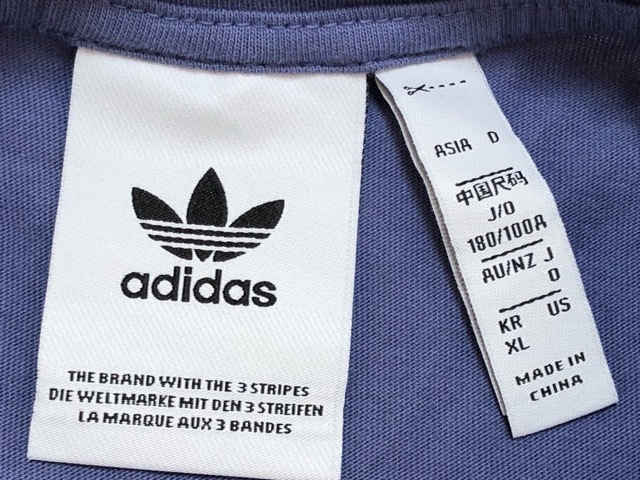 adidas
THE BRAND WITH THE 3 STRIPES
DIE WELTMARKE MIT DEN 3 STREIFEN
LA MARQUE AUX 3 BANDES
ASIA D
中国尺码
J/O
180/100A
AU/NZ J
O
KR US
XL
MADE IN
CHINA